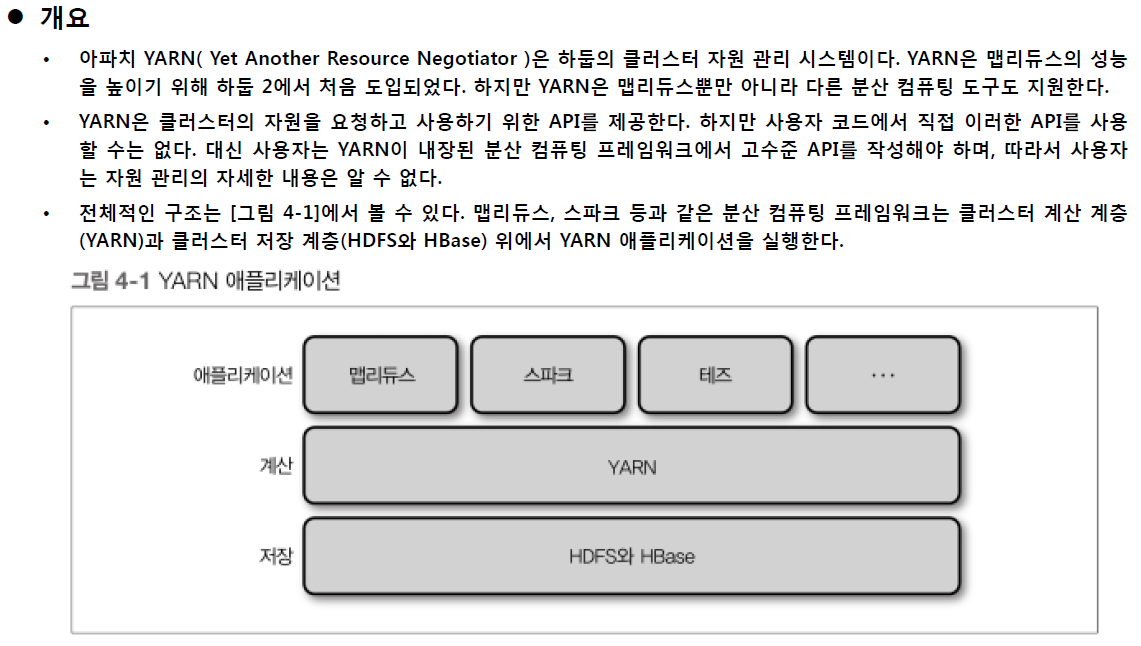 ● 개요
• 아파치 YARN( Yet Another Resource Negotiator )은 하둡의 클러스터 자원 관리 시스템이다. YARN은 맵리듀스의 성능
을 높이기 위해 하둡 2에서 처음 도입되었다. 하지만 YARN은 맵리듀스뿐만 아니라 다른 분산 컴퓨팅 도구도 지원한다.
• YARN은 클러스터의 자원을 요청하고 사용하기 위한 API를 제공한다. 하지만 사용자 코드에서 직접 이러한 API를 사용
할 수는 없다. 대신 사용자는 YARN이 내장된 분산 컴퓨팅 프레임워크에서 고수준 API를 작성해야 하며, 따라서 사용자
는 자원 관리의 자세한 내용은 알 수 없다.
• 전체적인 구조는 [그림 4-1]에서 볼 수 있다. 맵리듀스, 스파크 등과 같은 분산 컴퓨팅 프레임워크는 클러스터 계산 계층
(YARN)과 클러스터 저장 계층(HDFS와 HBase) 위에서 YARN 애플리케이션을 실행한다.
그림 4-1 YARN 애플리케이션
애플리케이션 맵리듀스 스파크 테즈 ···
계산 YARN
저장 HDFS와 HBase